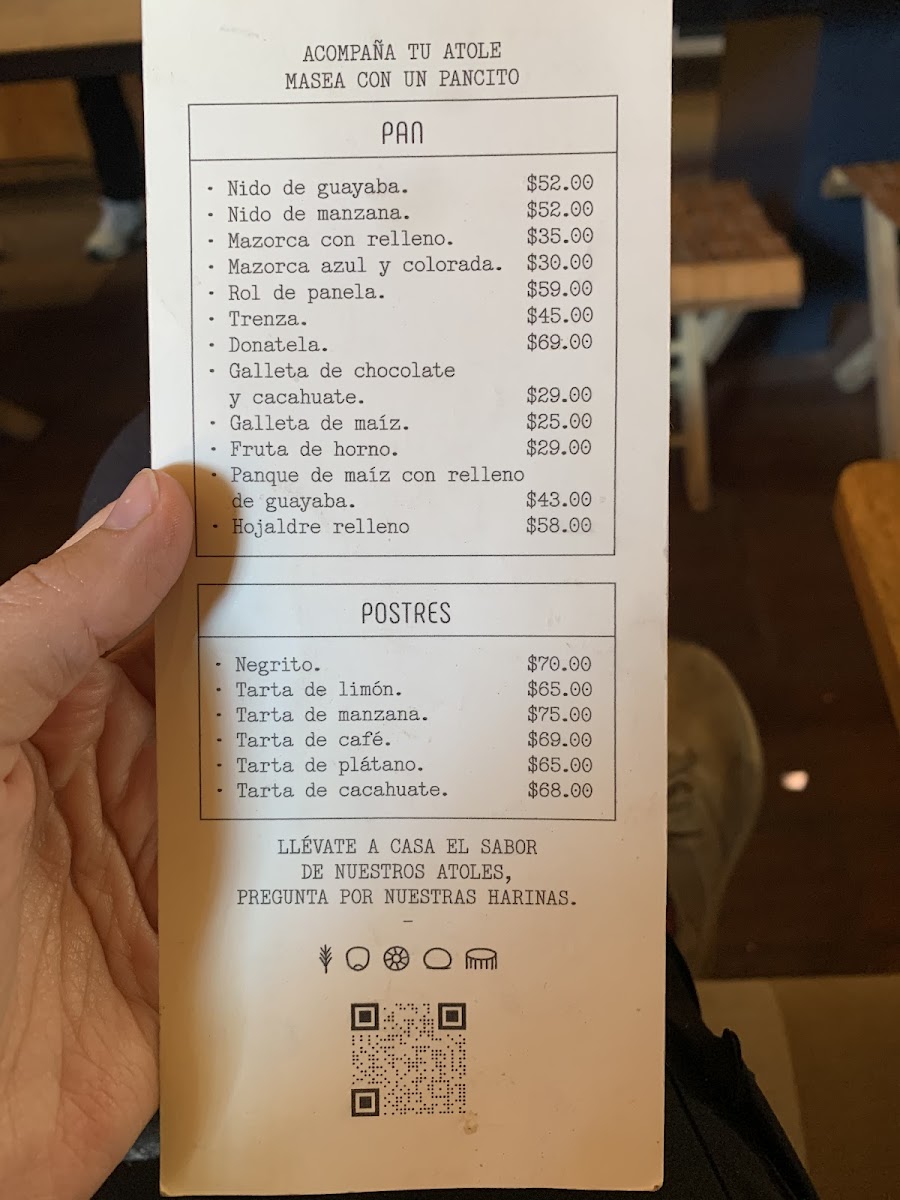 ACOMPAÑA TU ATOLE
MASEA CON UN PANCITO
PAN
· Nido de guayaba. $52.00
· Nido de manzana. $52.00
· Mazorca con relleno. $35.00
· Mazorca azul y colorada. $30.00
· Rol de panela. $59.00
· Trenza. $45.00
· Donatela. $69.00
· Galleta de chocolate
y cacahuate. $29.00
· Galleta de maíz. $25.00
· Fruta de horno. $29.00
· Panque de maíz con relleno
de guayaba. $43.00
· Hojaldre relleno $58.00
POSTRES
· Negrito. $70.00
· Tarta de limón. $65.00
· Tarta de manzana. $75.00
· Tarta de café. $69.00
· Tarta de plátano. $65.00
· Tarta de cacahuate. $68.00
LLÉVATE A CASA EL SABOR
DE NUESTROS ATOLES,
PREGUNTA POR NUESTRAS HARINAS.
–